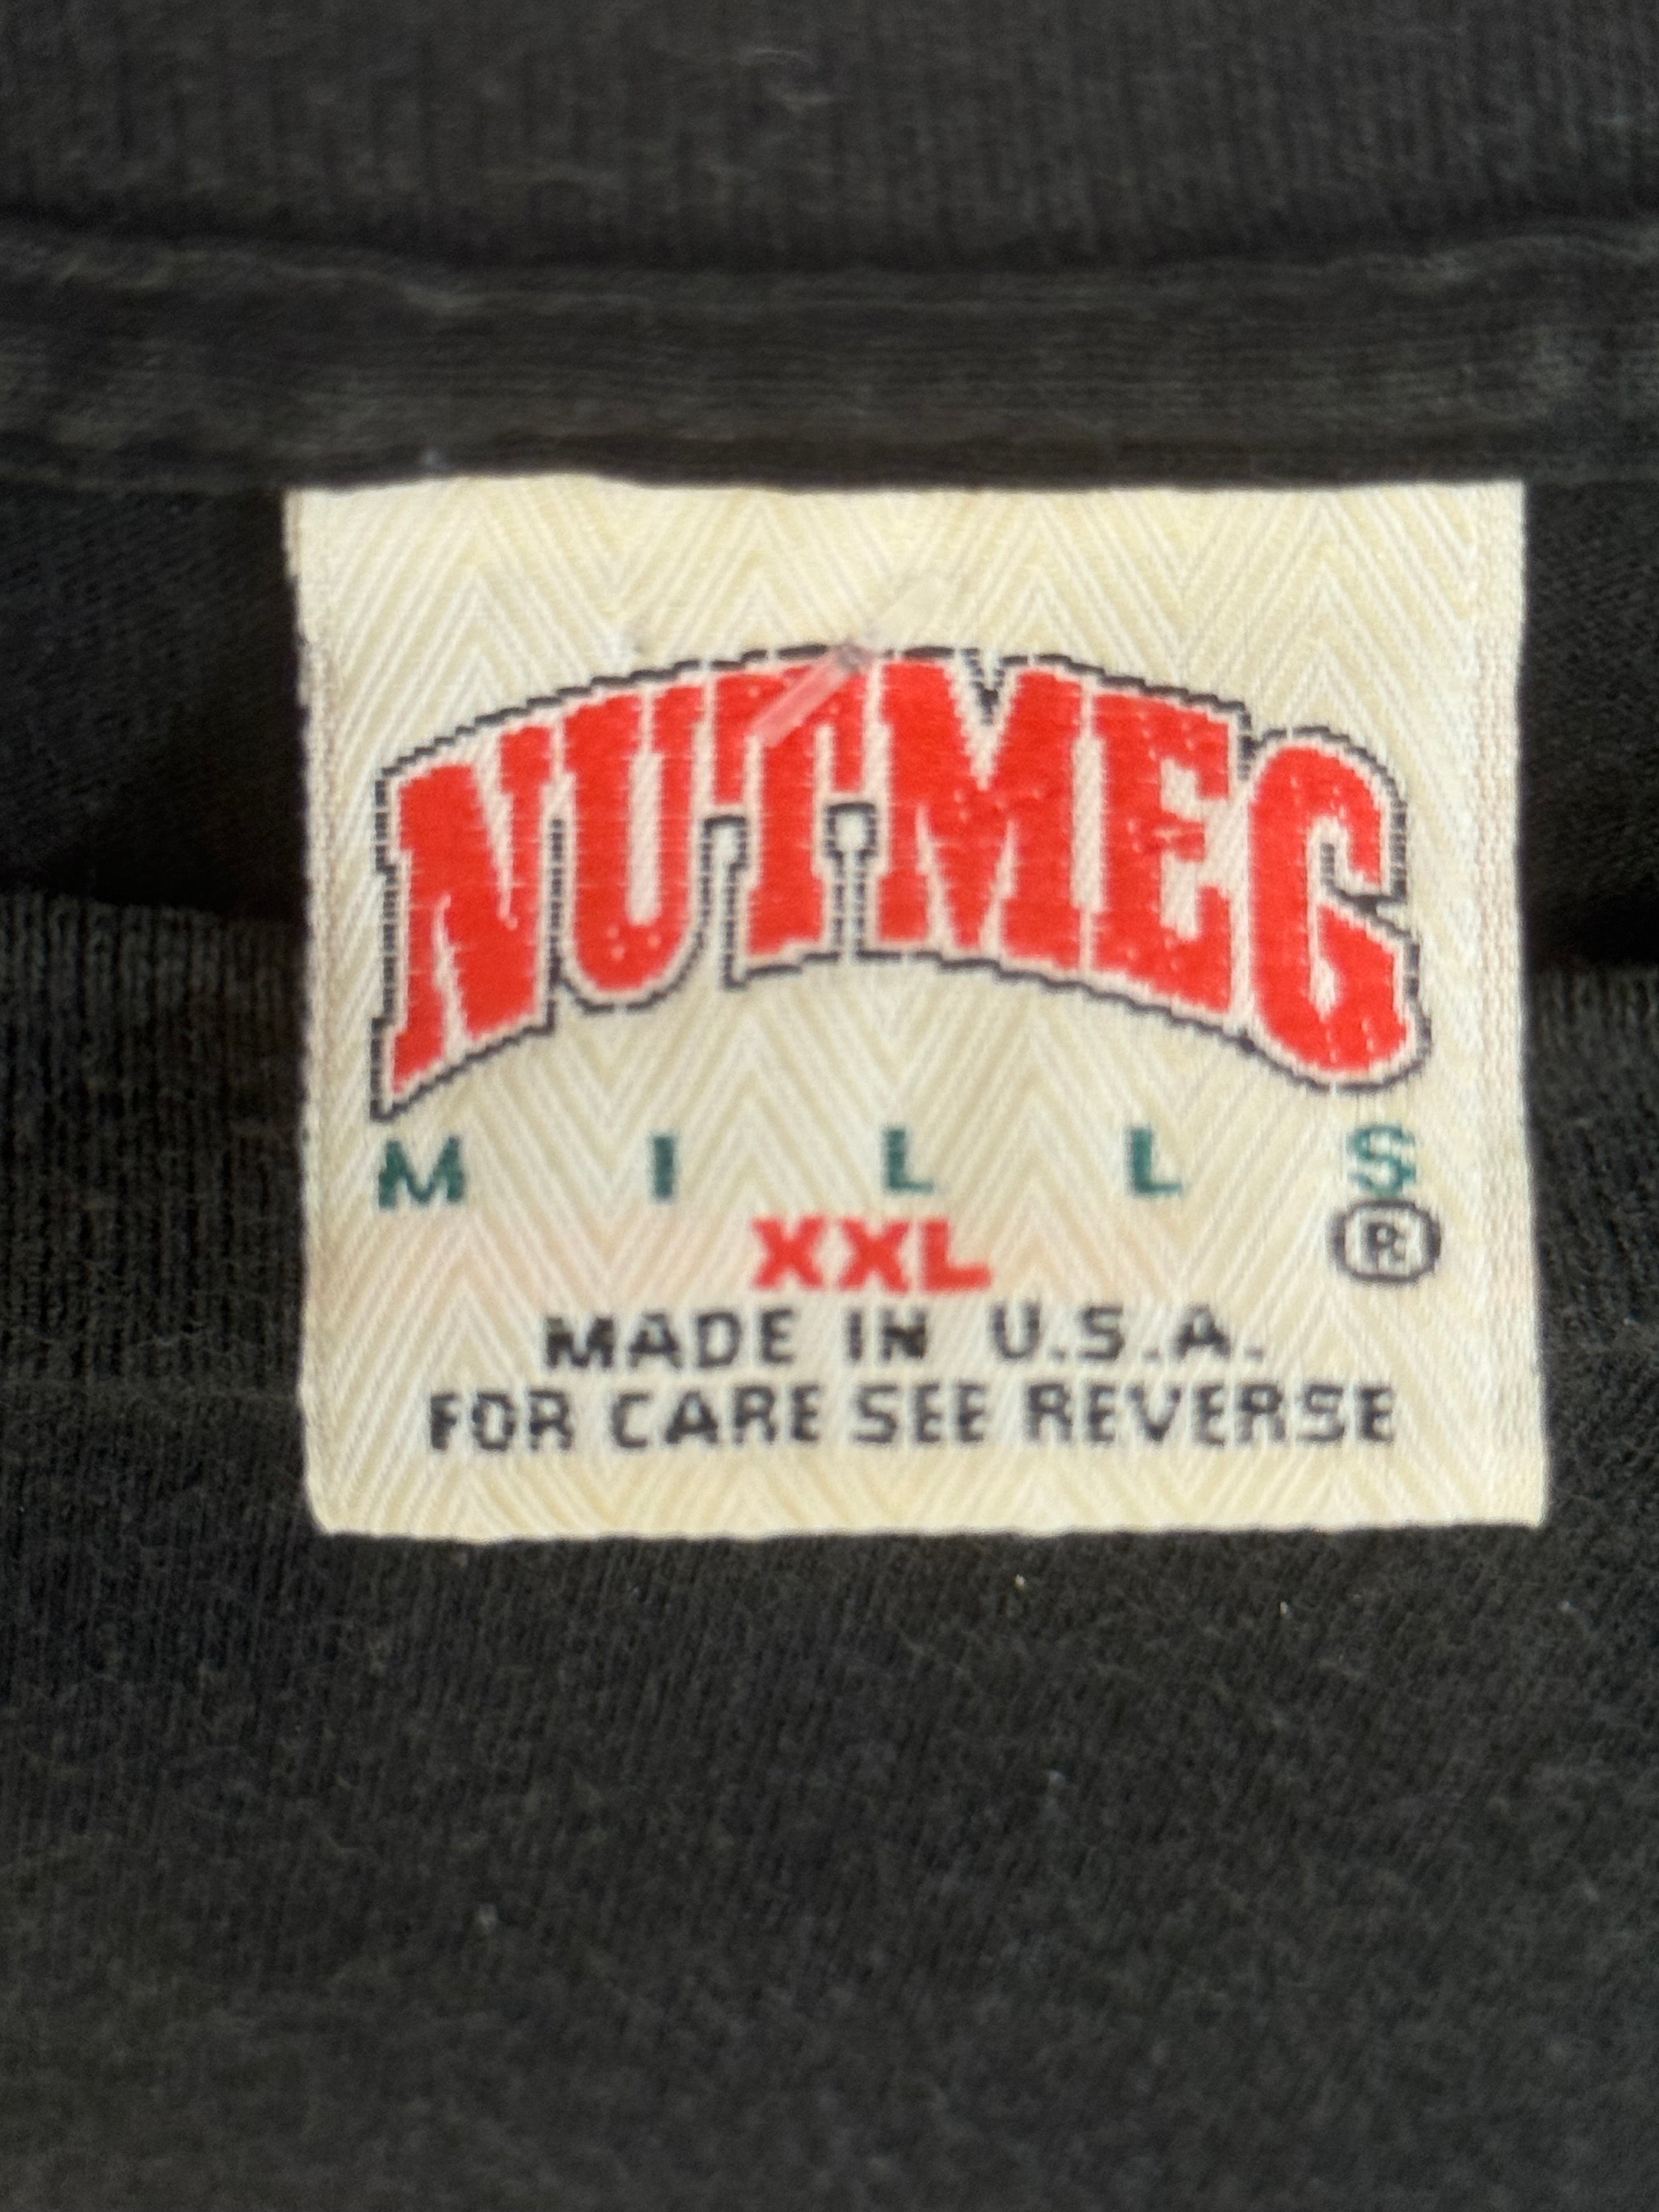 NUTMEG
MILLS
XXL ®
MADE IN U.S.A.
FOR CARE SEE REVERSE